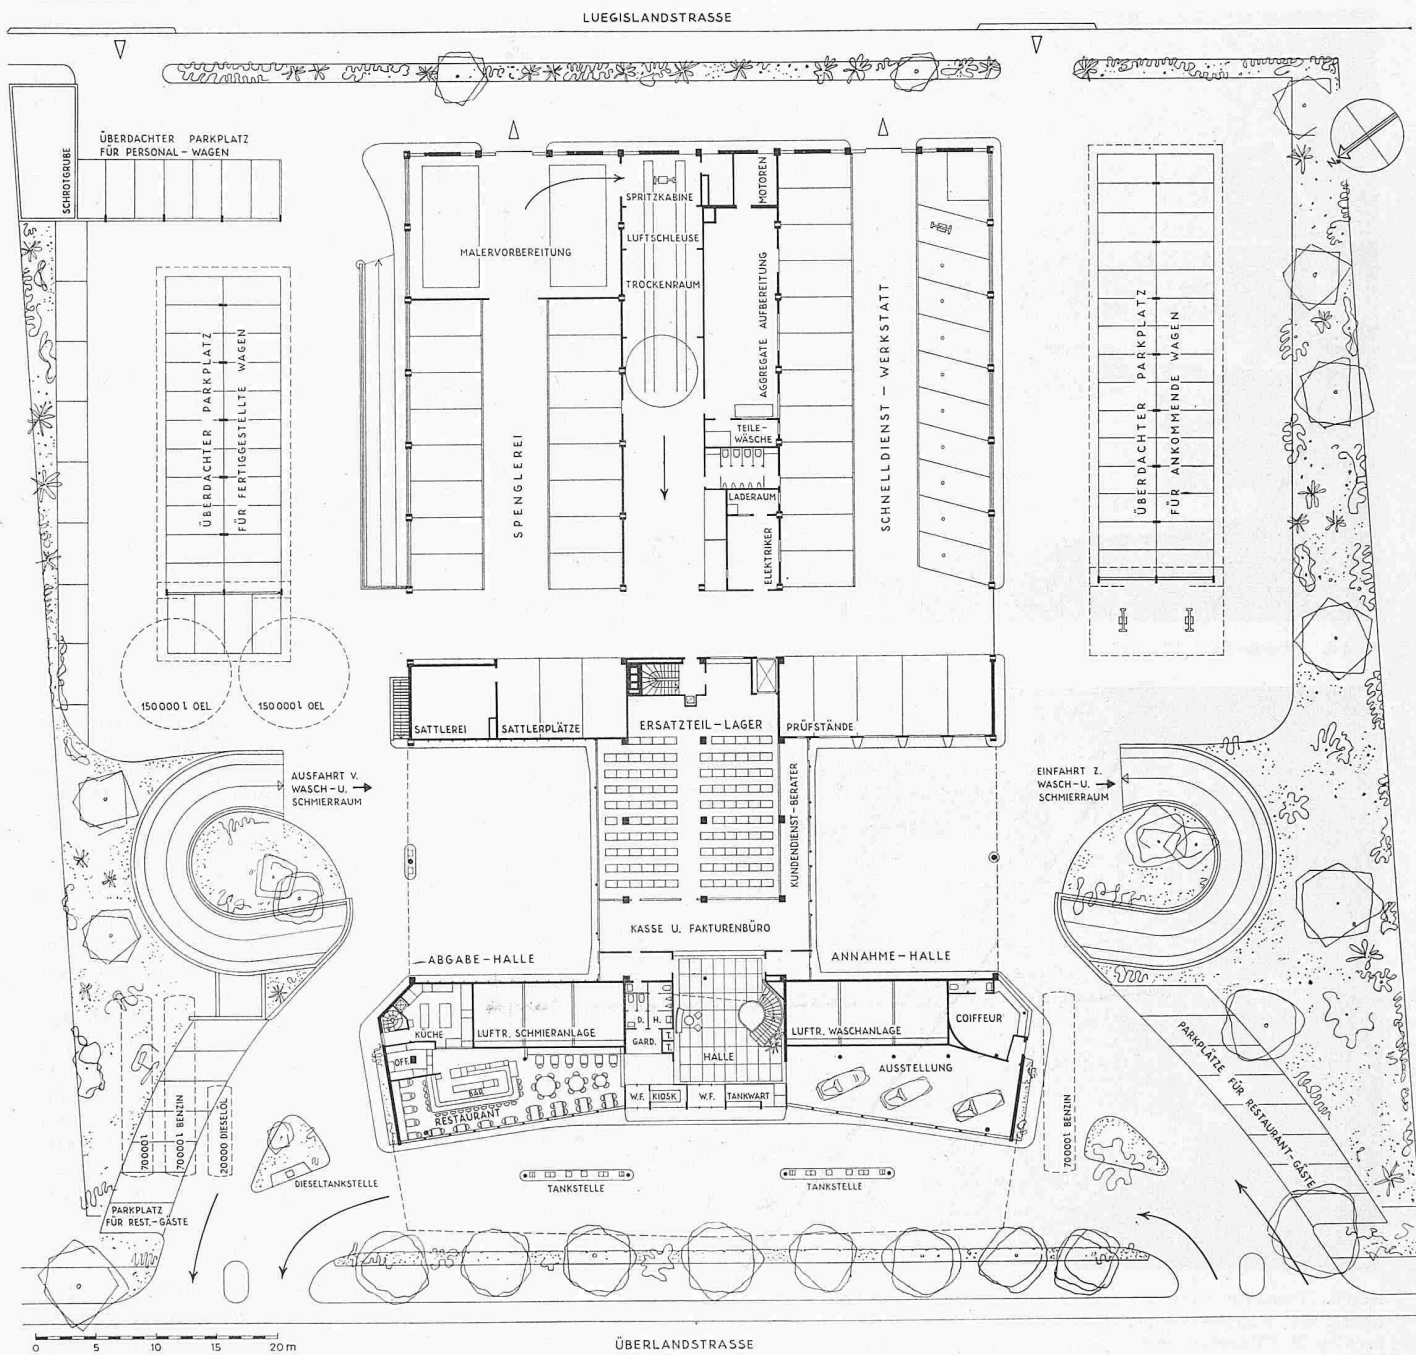 LUEGISLANDSTRASSE
ÜBERDACHTER PARKPLATZ
FÜR PERSONAL-WAGEN
SCHROTGRUBE
N
MOTOREN
SPRITZKABINE
LUFTSCHLEUSE
MALERVORBEREITUNG
TROCKENRAUM
AGGREGATE AUFBEREITUNG
SCHNELLDIENST-WERKSTATT
ÜBERDACHTER PARKPLATZ
FÜR FERTIGGESTELLTE WAGEN
ÜBERDACHTER PARKPLATZ
FÜR ANKOMMENDE WAGEN
SPENGLEREI
TEILE-
WÄSCHE
LADERAUM
ELEKTRIKER
150000 l OEL
150000 l OEL
SATTLEREI
SATTLERPLÄTZE
ERSATZTEIL-LAGER
PRÜFSTÄNDE
AUSFAHRT V.
WASCH- U.
SCHMIERRAUM
EINFAHRT Z.
WASCH- U.
SCHMIERRAUM
KUNDENDIENST-BERATER
KASSE U. FAKTURENBÜRO
ABGABE-HALLE
ANNAHME-HALLE
KÜCHE
LUFTR. SCHMIERANLAGE
D.
H.
GARD.
T.
T.
HALLE
LUFTR. WASCHANLAGE
COIFFEUR
OFF.
BAR
RESTAURANT
W.F.
KIOSK
W.F.
TANKWART
AUSSTELLUNG
70000 l
70000 l BENZIN
20000 DIESELÖL
70000 l BENZIN
PARKPLÄTZE FÜR RESTAURANT-GÄSTE
DIESELTANKSTELLE
TANKSTELLE
TANKSTELLE
PARKPLATZ
FÜR REST.-GÄSTE
0 5 10 15 20 m
ÜBERLANDSTRASSE